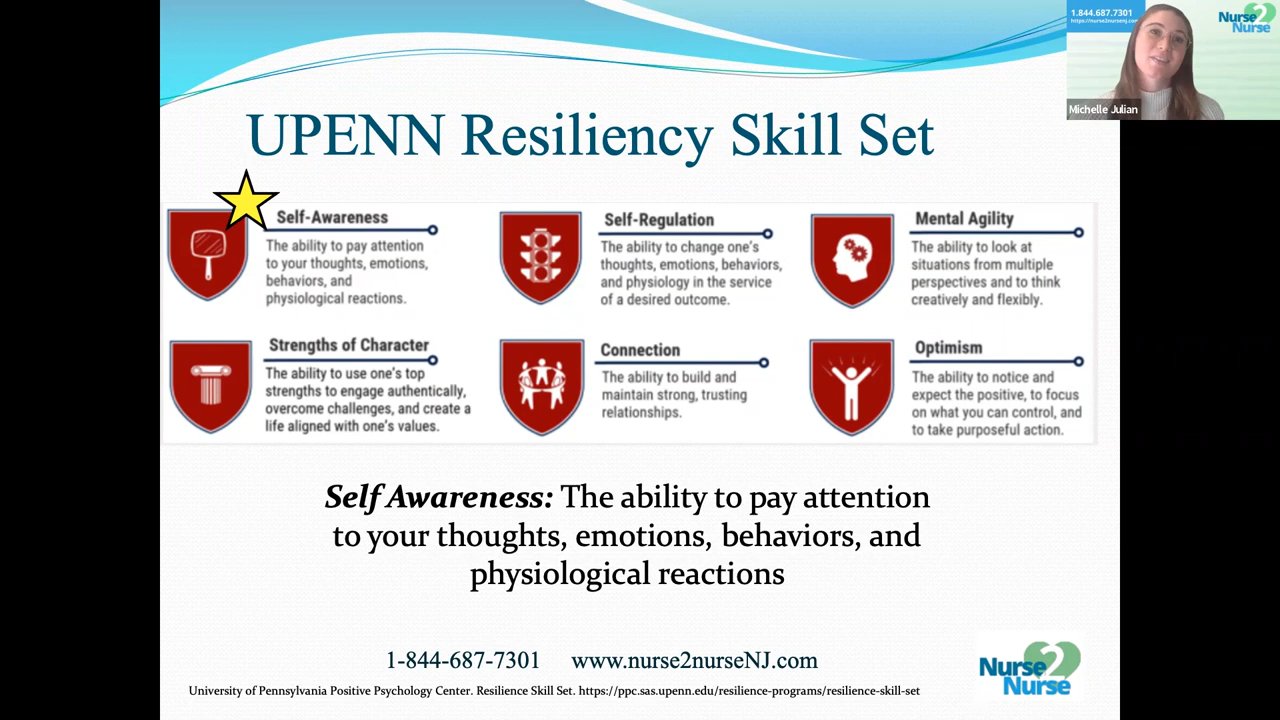 1.844.687.7301
https://nurse2nursenj.com
Nurse2
Nurse
Michelle Julian
UPENN Resiliency Skill Set
Self-Awareness
The ability to pay attention
to your thoughts, emotions,
behaviors, and
physiological reactions.
Self-Regulation
The ability to change one's
thoughts, emotions, behaviors,
and physiology in the service
of a desired outcome.
Mental Agility
The ability to look at
situations from multiple
perspectives and to think
creatively and flexibly.
Strengths of Character
The ability to use one's top
strengths to engage authentically,
overcome challenges, and create a
life aligned with one's values.
Connection
The ability to build and
maintain strong, trusting
relationships.
Optimism
The ability to notice and
expect the positive, to focus
on what you can control, and
to take purposeful action.
Self Awareness: The ability to pay attention
to your thoughts, emotions, behaviors, and
physiological reactions
1-844-687-7301 www.nurse2nurseNJ.com
Nurse2
Nurse
University of Pennsylvania Positive Psychology Center. Resilience Skill Set. https://ppc.sas.upenn.edu/resilience-programs/resilience-skill-set